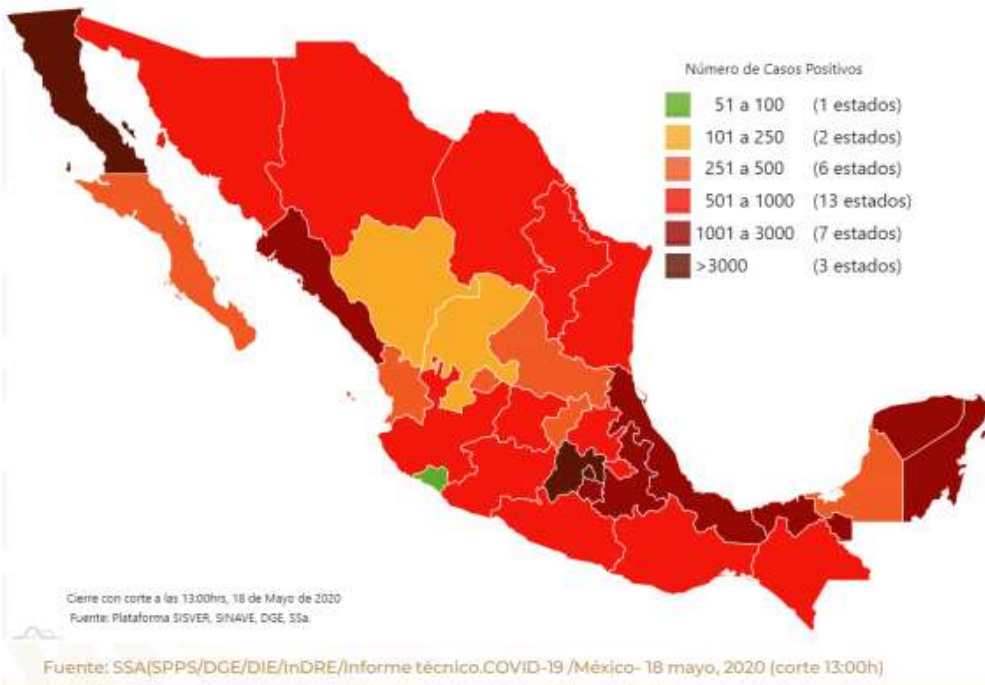 Número de Casos Positivos
51 a 100 (1 estados)
101 a 250 (2 estados)
251 a 500 (6 estados)
501 a 1000 (13 estados)
1001 a 3000 (7 estados)
>3000 (3 estados)
Cierre con corte a las 13:00hrs, 18 de Mayo de 2020
Fuente: Plataforma SISVER, SINAVE, DGE, SSa.
Fuente: SSA(SPPS/DGE/DIE/InDRE/Informe técnico.COVID-19 /México- 18 mayo, 2020 (corte 13:00h)